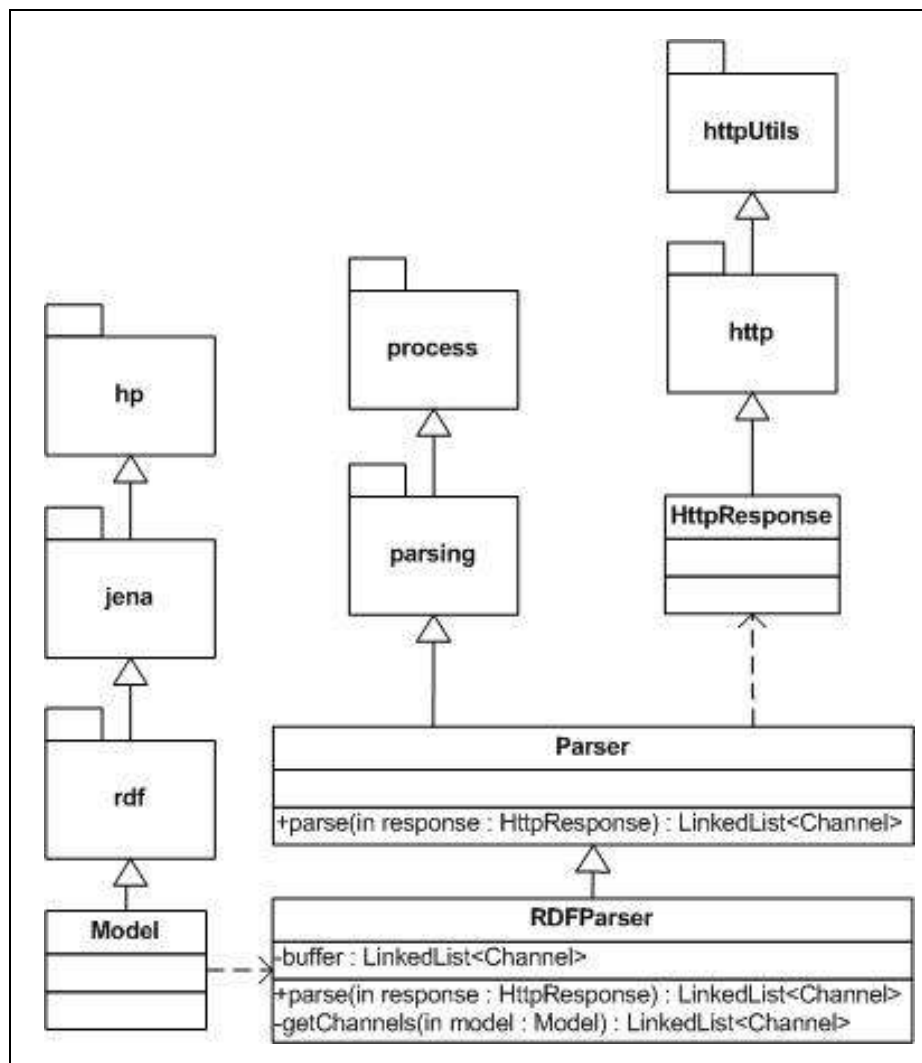 httpUtils
process
http
hp
parsing
HttpResponse
jena
Parser
+parse(in response : HttpResponse) : LinkedList<Channel>
rdf
Model
RDFParser
-buffer : LinkedList<Channel>
+parse(in response : HttpResponse) : LinkedList<Channel>
-getChannels(in model : Model) : LinkedList<Channel>